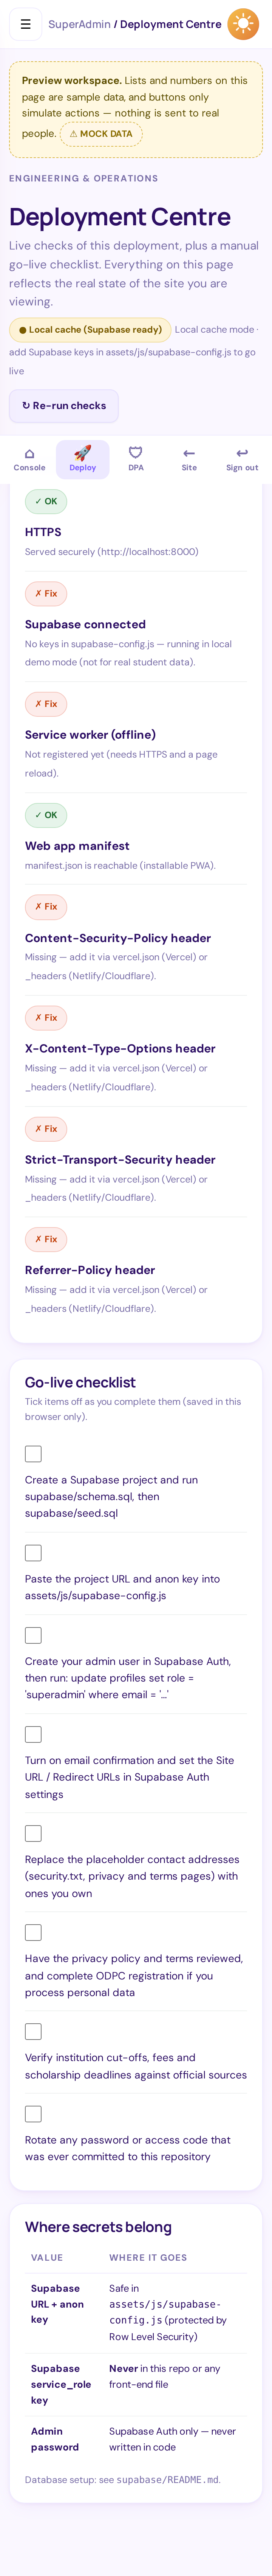 ☰ SuperAdmin / Deployment Centre
Preview workspace. Lists and numbers on this
page are sample data, and buttons only
simulate actions — nothing is sent to real
people. ⚠ MOCK DATA
ENGINEERING & OPERATIONS
Deployment Centre
Live checks of this deployment, plus a manual
go-live checklist. Everything on this page
reflects the real state of the site you are
viewing.
● Local cache (Supabase ready) Local cache mode ·
add Supabase keys in assets/js/supabase-config.js to go
live
↻ Re-run checks
Console
Deploy
DPA
Site
Sign out
✓ OK
HTTPS
Served securely (http://localhost:8000)
✗ Fix
Supabase connected
No keys in supabase-config.js — running in local
demo mode (not for real student data).
✗ Fix
Service worker (offline)
Not registered yet (needs HTTPS and a page
reload).
✓ OK
Web app manifest
manifest.json is reachable (installable PWA).
✗ Fix
Content-Security-Policy header
Missing — add it via vercel.json (Vercel) or
_headers (Netlify/Cloudflare).
✗ Fix
X-Content-Type-Options header
Missing — add it via vercel.json (Vercel) or
_headers (Netlify/Cloudflare).
✗ Fix
Strict-Transport-Security header
Missing — add it via vercel.json (Vercel) or
_headers (Netlify/Cloudflare).
✗ Fix
Referrer-Policy header
Missing — add it via vercel.json (Vercel) or
_headers (Netlify/Cloudflare).
Go-live checklist
Tick items off as you complete them (saved in this
browser only).
Create a Supabase project and run
supabase/schema.sql, then
supabase/seed.sql
Paste the project URL and anon key into
assets/js/supabase-config.js
Create your admin user in Supabase Auth,
then run: update profiles set role =
'superadmin' where email = '…'
Turn on email confirmation and set the Site
URL / Redirect URLs in Supabase Auth
settings
Replace the placeholder contact addresses
(security.txt, privacy and terms pages) with
ones you own
Have the privacy policy and terms reviewed,
and complete ODPC registration if you
process personal data
Verify institution cut-offs, fees and
scholarship deadlines against official sources
Rotate any password or access code that
was ever committed to this repository
Where secrets belong
VALUE WHERE IT GOES
Supabase URL + anon key
Safe in assets/js/supabase-config.js (protected by Row Level Security)
Supabase service_role key
Never in this repo or any front-end file
Admin password
Supabase Auth only — never written in code
Database setup: see supabase/README.md.